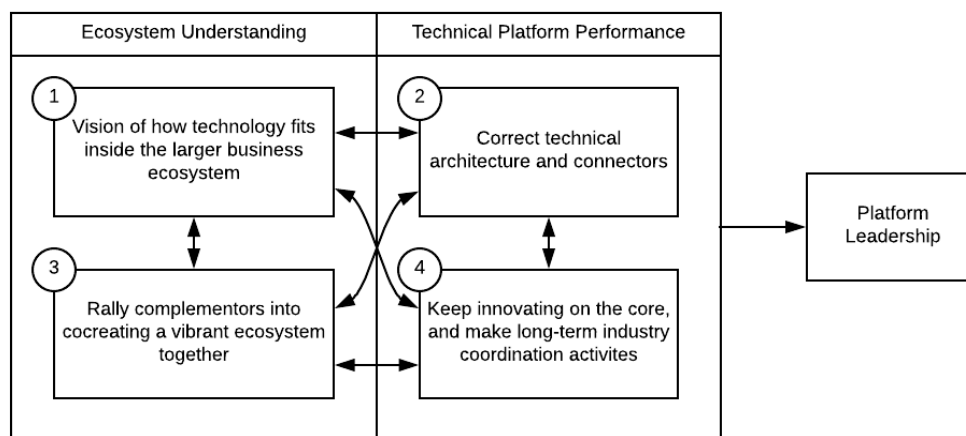 Ecosystem Understanding
Technical Platform Performance
1
Vision of how technology fits
inside the larger business
ecosystem
2
Correct technical
architecture and connectors
3
Rally complementors into
cocreating a vibrant ecosystem
together
4
Keep innovating on the core,
and make long-term industry
coordination activites
Platform
Leadership